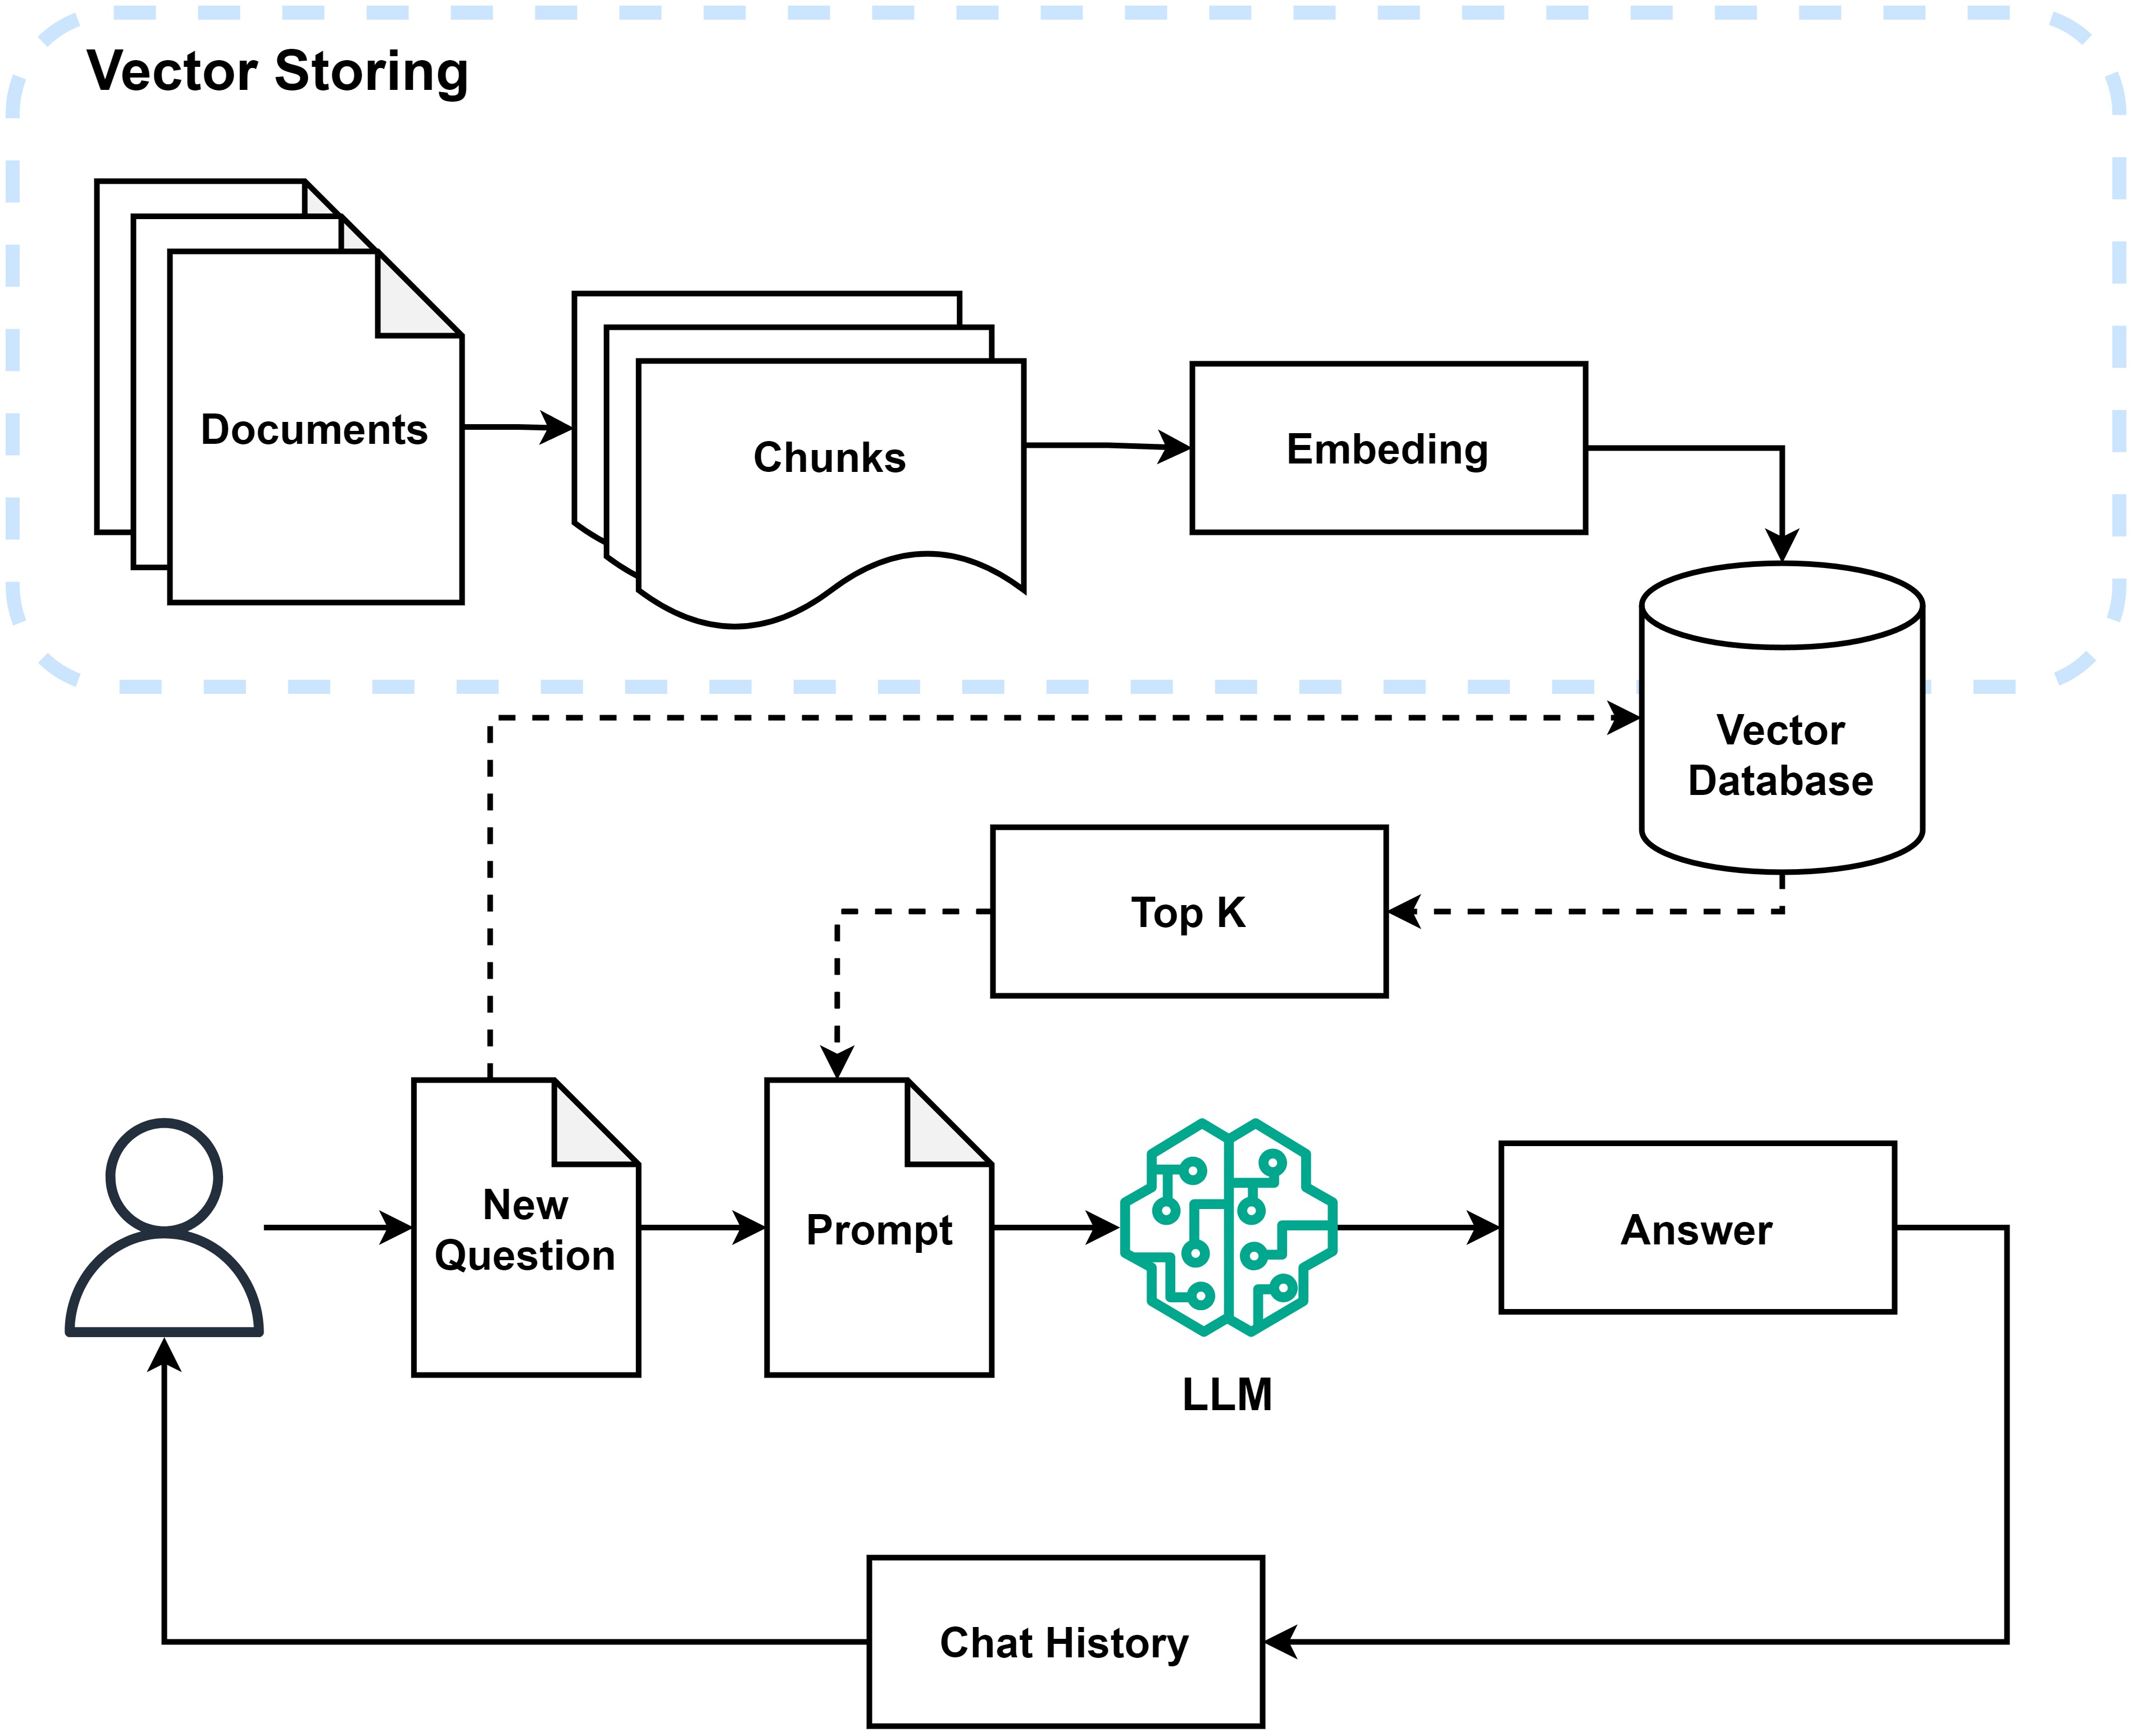 Vector Storing
Documents
Chunks
Embeding
Vector
Database
Top K
New
Question
Prompt
LLM
Answer
Chat History